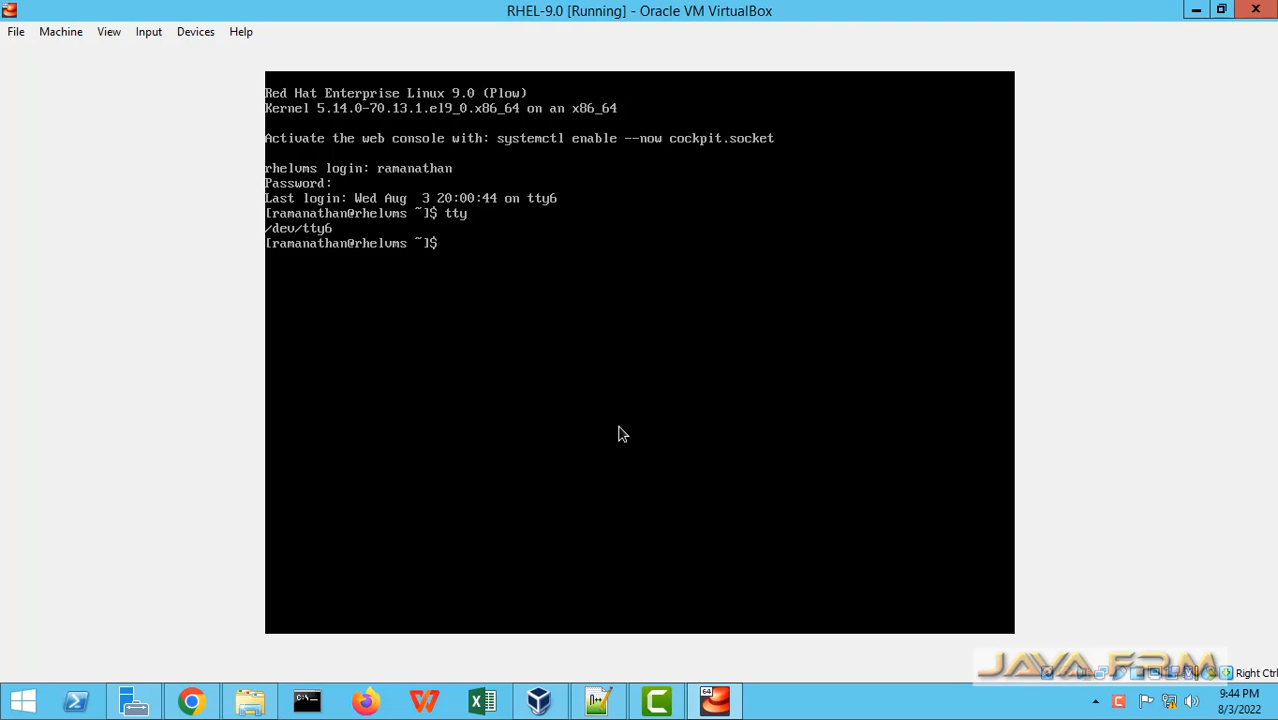 RHEL-9.0 [Running] - Oracle VM VirtualBox
File Machine View Input Devices Help
Red Hat Enterprise Linux 9.0 (Plow)
Kernel 5.14.0-70.13.1.el9_0.x86_64 on an x86_64
Activate the web console with: systemctl enable --now cockpit.socket
rhelvms login: ramanathan
Password:
Last login: Wed Aug  3 20:00:44 on tty6
[ramanathan@rhelvms ~]$ tty
/dev/tty6
[ramanathan@rhelvms ~]$
JAVA FRM
Right Ctrl
64
9:44 PM
8/3/2022